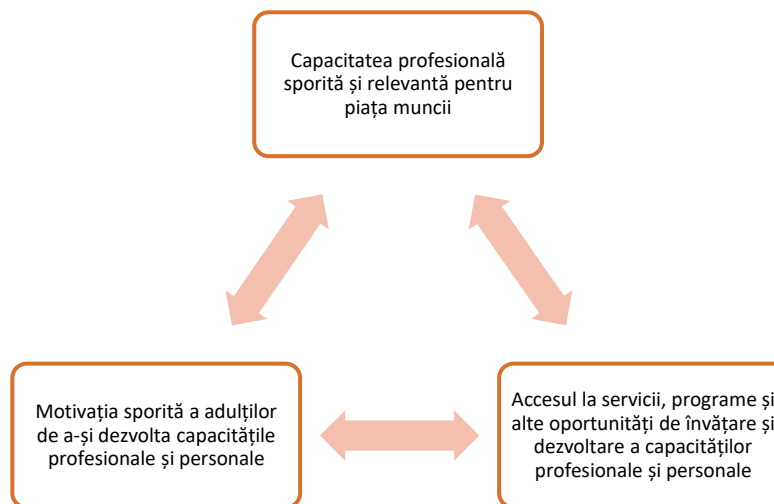 Capacitatea profesională
sporită și relevantă pentru
piața muncii
Motivația sporită a adulților
de a-și dezvolta capacitățile
profesionale și personale
Accesul la servicii, programe și
alte oportunități de învățare și
dezvoltare a capacităților
profesionale și personale